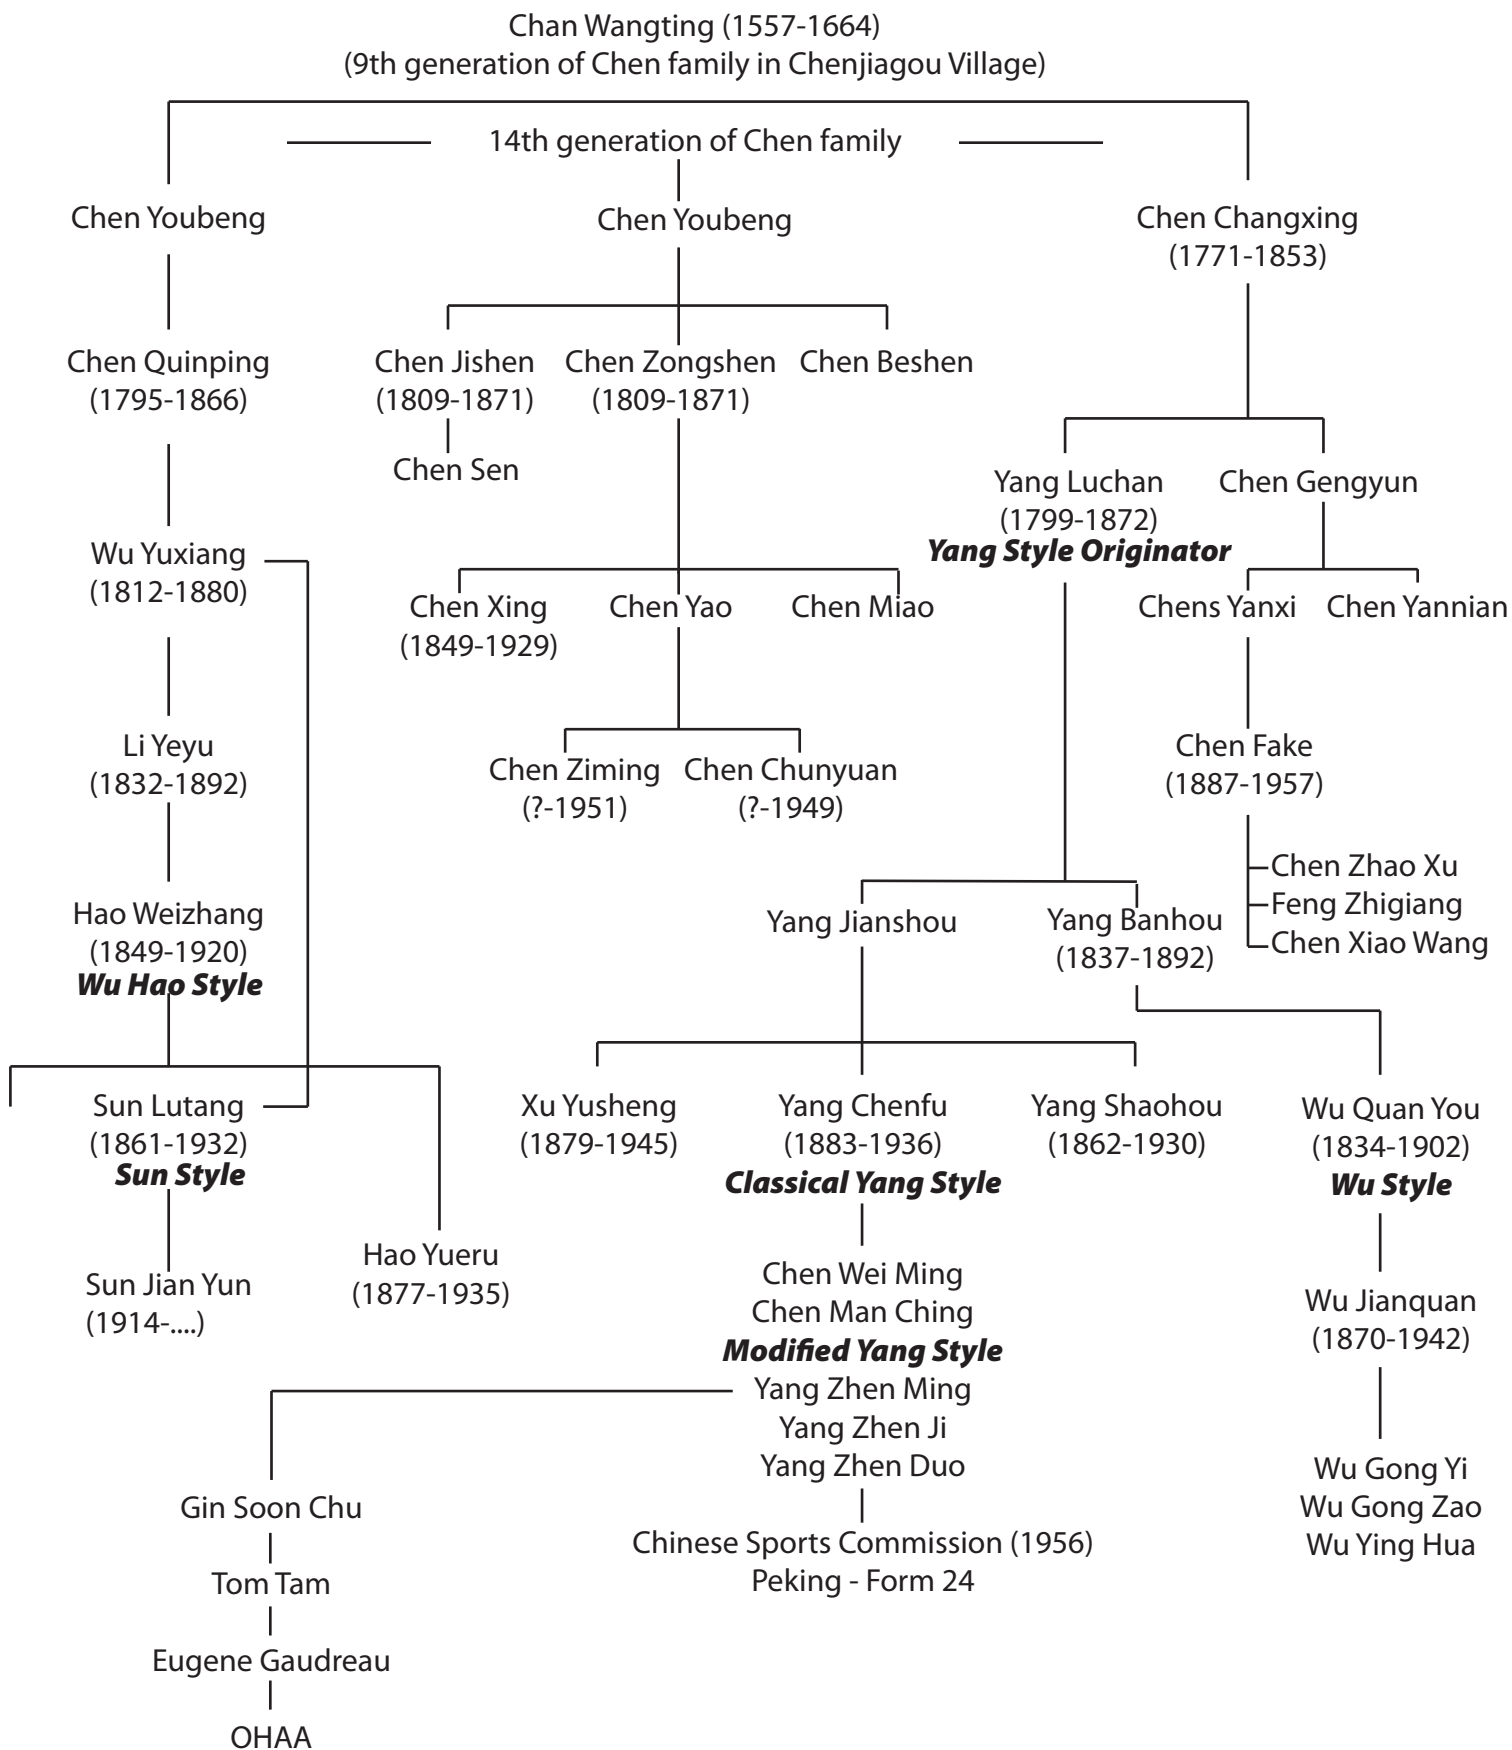 Chan Wangting (1557-1664)
(9th generation of Chen family in Chenjiagou Village)
14th generation of Chen family
Chen Youbeng
Chen Youbeng
Chen Changxing
(1771-1853)
Chen Quinping
(1795-1866)
Chen Jishen
(1809-1871)
Chen Zongshen
(1809-1871)
Chen Beshen
Chen Sen
Yang Luchan
(1799-1872)
Yang Style Originator
Chen Gengyun
Wu Yuxiang
(1812-1880)
Chen Xing
(1849-1929)
Chen Yao
Chen Miao
Chens Yanxi
Chen Yannian
Li Yeyu
(1832-1892)
Chen Ziming
(?-1951)
Chen Chunyuan
(?-1949)
Chen Fake
(1887-1957)
Chen Zhao Xu
Feng Zhigiang
Chen Xiao Wang
Hao Weizhang
(1849-1920)
Wu Hao Style
Yang Jianshou
Yang Banhou
(1837-1892)
Sun Lutang
(1861-1932)
Sun Style
Xu Yusheng
(1879-1945)
Yang Chenfu
(1883-1936)
Classical Yang Style
Yang Shaohou
(1862-1930)
Wu Quan You
(1834-1902)
Wu Style
Sun Jian Yun
(1914-....)
Hao Yueru
(1877-1935)
Chen Wei Ming
Chen Man Ching
Modified Yang Style
Yang Zhen Ming
Yang Zhen Ji
Yang Zhen Duo
Wu Jianquan
(1870-1942)
Wu Gong Yi
Wu Gong Zao
Wu Ying Hua
Gin Soon Chu
Tom Tam
Eugene Gaudreau
OHAA
Chinese Sports Commission (1956)
Peking - Form 24